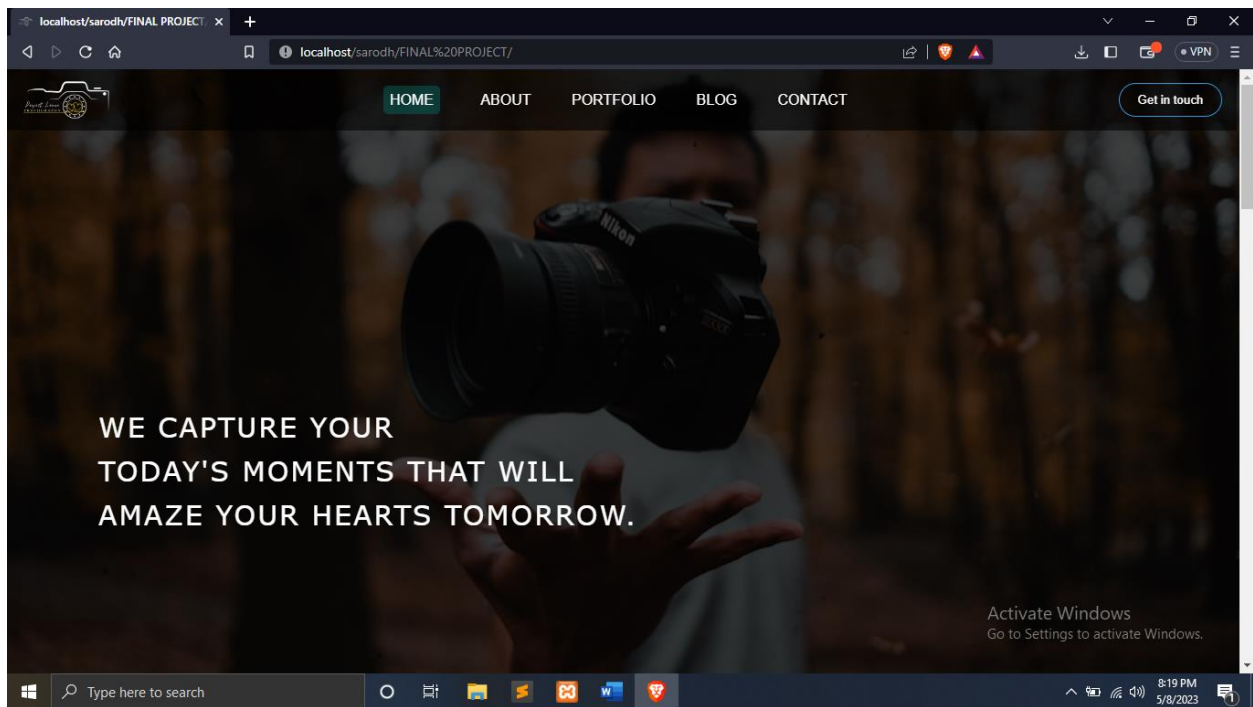 localhost/sarodh/FINAL PROJECT/
localhost/sarodh/FINAL%20PROJECT/
VPN
HOME ABOUT PORTFOLIO BLOG CONTACT
Get in touch
Nikon
WE CAPTURE YOUR
TODAY'S MOMENTS THAT WILL
AMAZE YOUR HEARTS TOMORROW.
Activate Windows
Go to Settings to activate Windows.
Type here to search
8:19 PM
5/8/2023